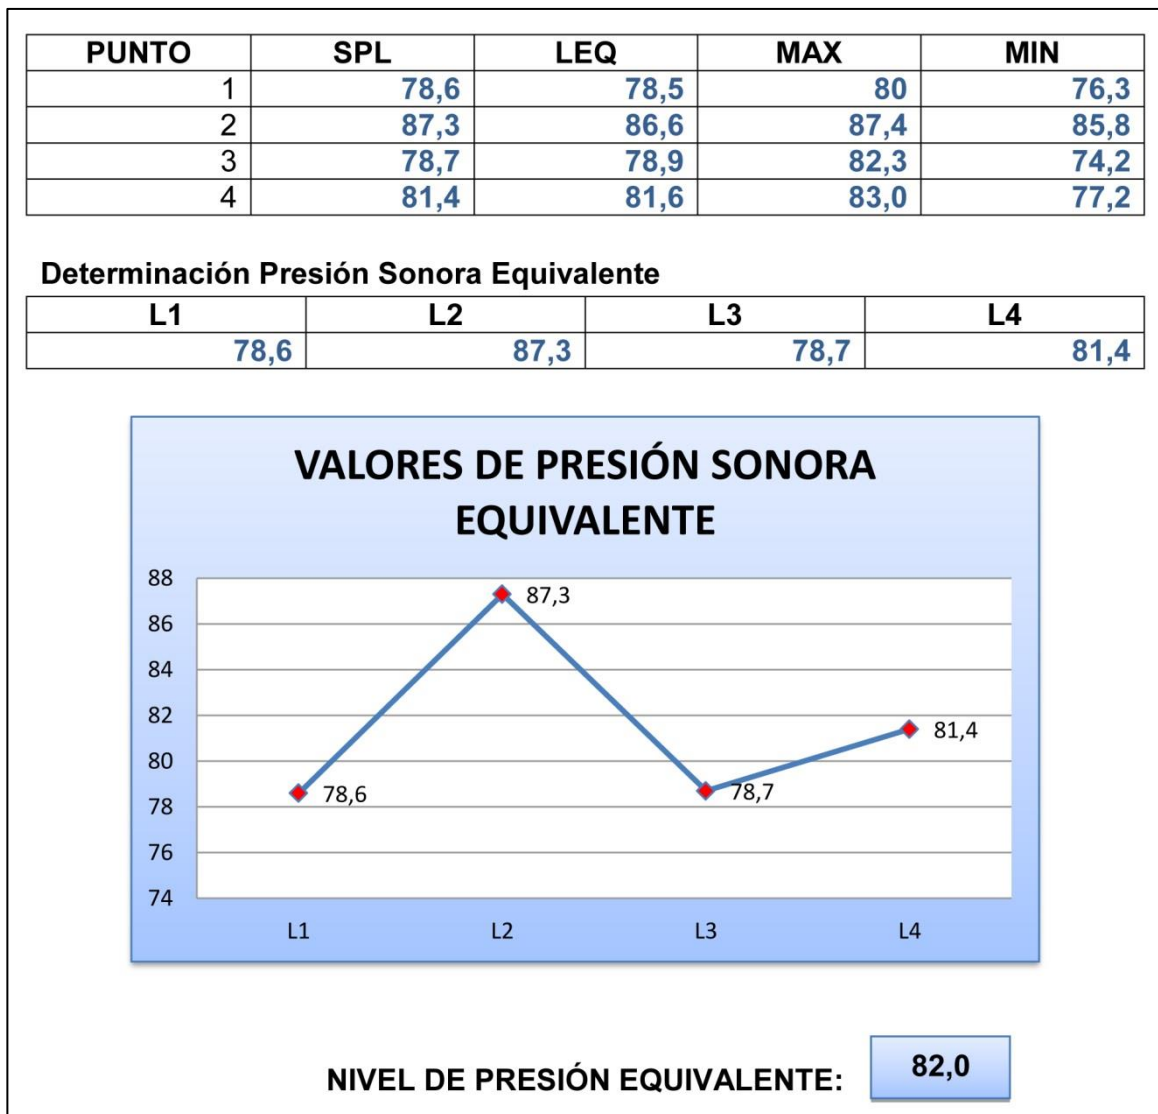 PUNTO SPL LEQ MAX MIN
1 78,6 78,5 80 76,3
2 87,3 86,6 87,4 85,8
3 78,7 78,9 82,3 74,2
4 81,4 81,6 83,0 77,2
Determinación Presión Sonora Equivalente
L1 L2 L3 L4
78,6 87,3 78,7 81,4
VALORES DE PRESIÓN SONORA
EQUIVALENTE
88
87,3
86
84
82
81,4
80
78,6
78,7
78
76
74
L1 L2 L3 L4
NIVEL DE PRESIÓN EQUIVALENTE: 82,0